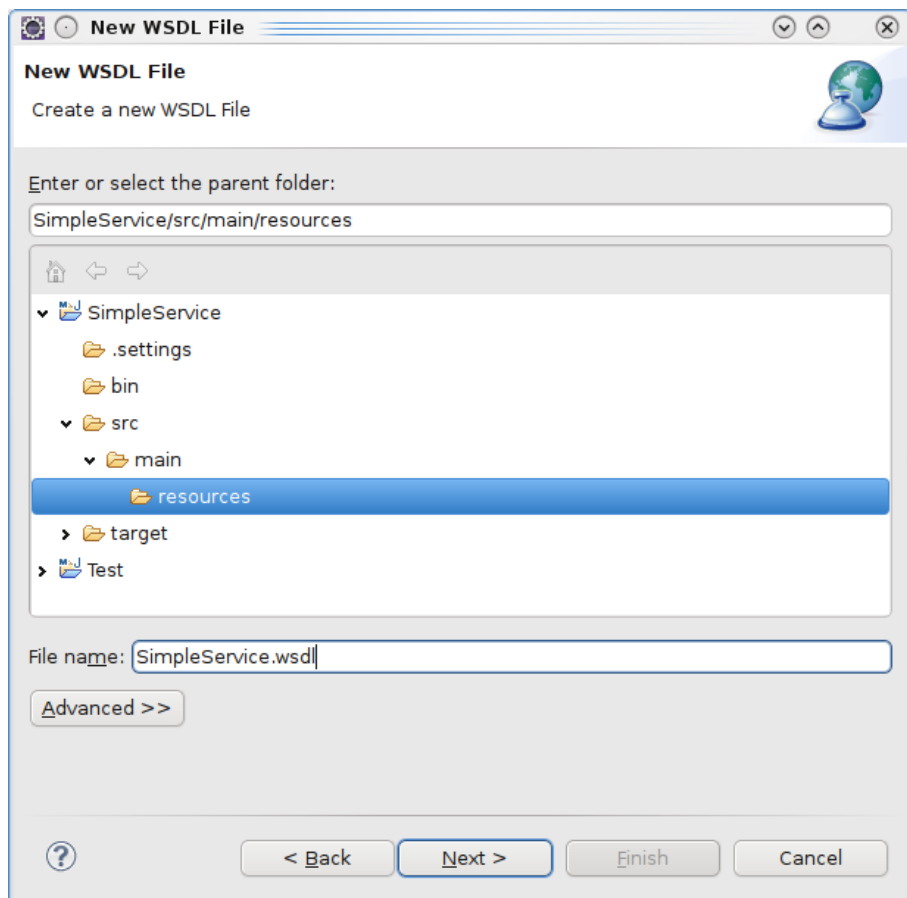 New WSDL File
New WSDL File
Create a new WSDL File
Enter or select the parent folder:
SimpleService/src/main/resources
SimpleService
.settings
bin
src
main
resources
target
Test
File name: SimpleService.wsdl
Advanced >>
< Back Next > Finish Cancel